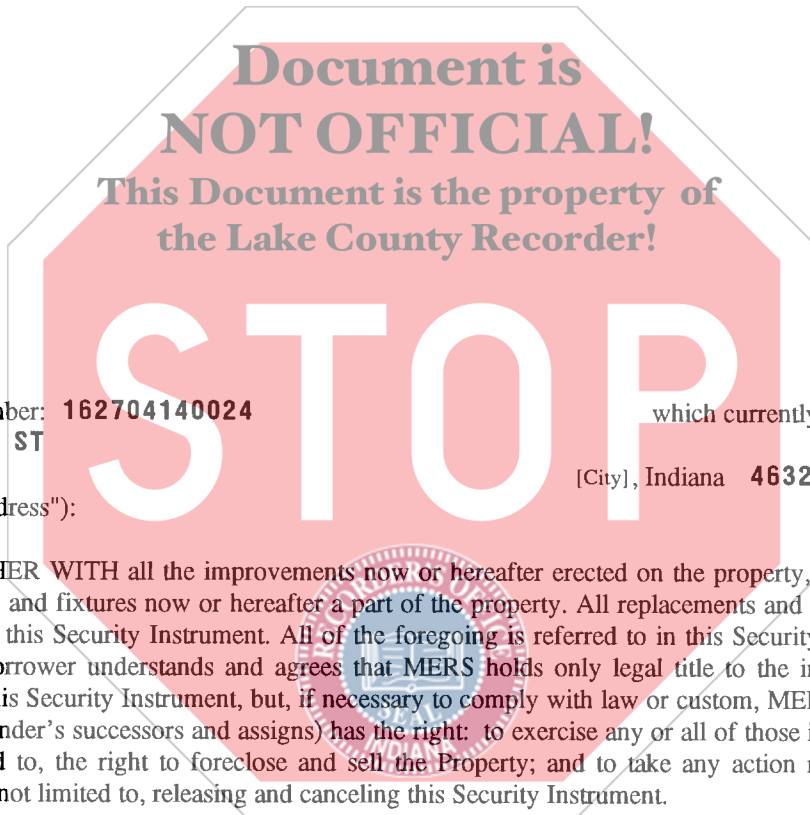 Document is
NOT OFFICIAL!
This Document is the property of
the Lake County Recorder!
STOP
ber: 162704140024 which currently
ST
[City], Indiana 4632
dress"):
ER WITH all the improvements now or hereafter erected on the property,
and fixtures now or hereafter a part of the property. All replacements and
this Security Instrument. All of the foregoing is referred to in this Security
orrower understands and agrees that MERS holds only legal title to the in
is Security Instrument, but, if necessary to comply with law or custom, MER
nder's successors and assigns) has the right: to exercise any or all of those i
d to, the right to foreclose and sell the Property; and to take any action r
not limited to, releasing and canceling this Security Instrument.
RECORDER'S OFFICE
SEAL
INDIANA